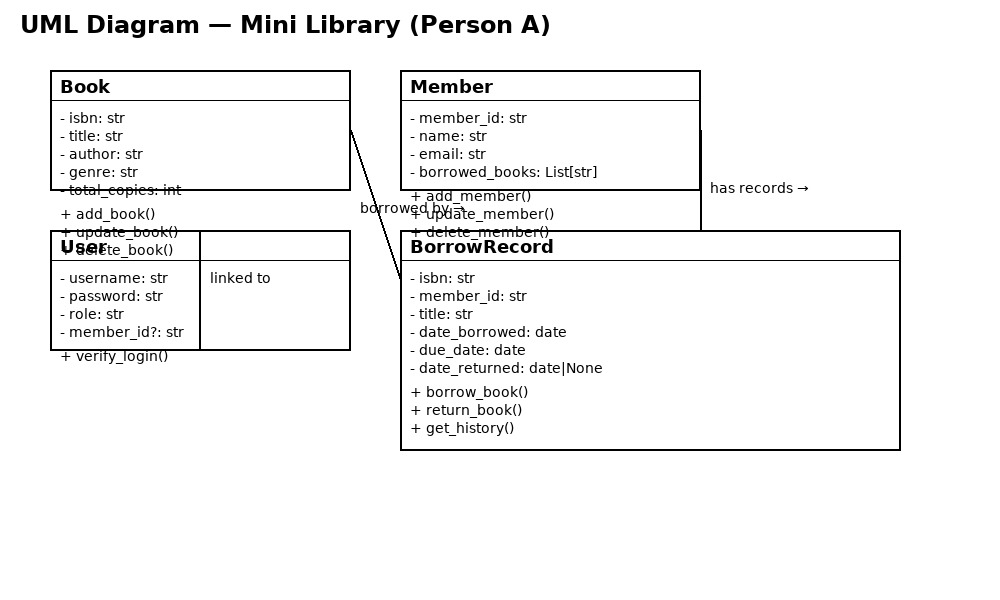 UML Diagram — Mini Library (Person A)
Book
- isbn: str
- title: str
- author: str
- genre: str
- total_copies: int
+ add_book()
+ update_book()
+ delete_book()
Member
- member_id: str
- name: str
- email: str
- borrowed_books: List[str]
+ add_member()
+ update_member()
+ delete_member()
borrowed by →
has records →
User
- username: str
- password: str
- role: str
- member_id?: str
+ verify_login()
linked to
BorrowRecord
- isbn: str
- member_id: str
- title: str
- date_borrowed: date
- due_date: date
- date_returned: date|None
+ borrow_book()
+ return_book()
+ get_history()